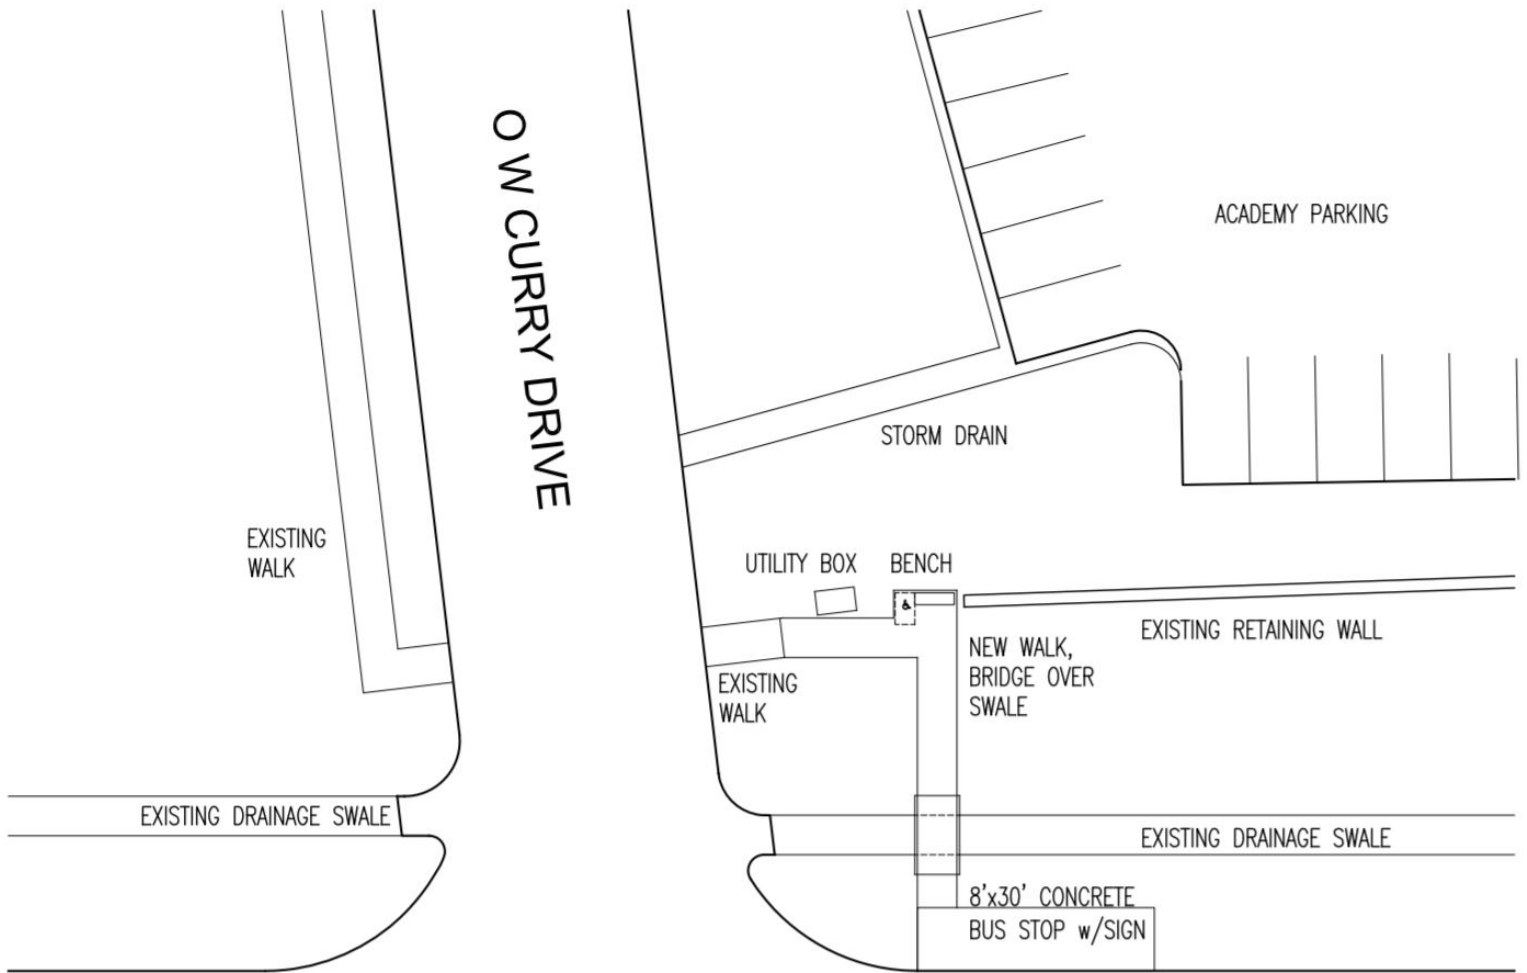 O W CURRY DRIVE
ACADEMY PARKING
STORM DRAIN
EXISTING
WALK
UTILITY BOX
BENCH
EXISTING RETAINING WALL
NEW WALK,
BRIDGE OVER
SWALE
EXISTING
WALK
EXISTING DRAINAGE SWALE
EXISTING DRAINAGE SWALE
8'x30' CONCRETE
BUS STOP w/SIGN